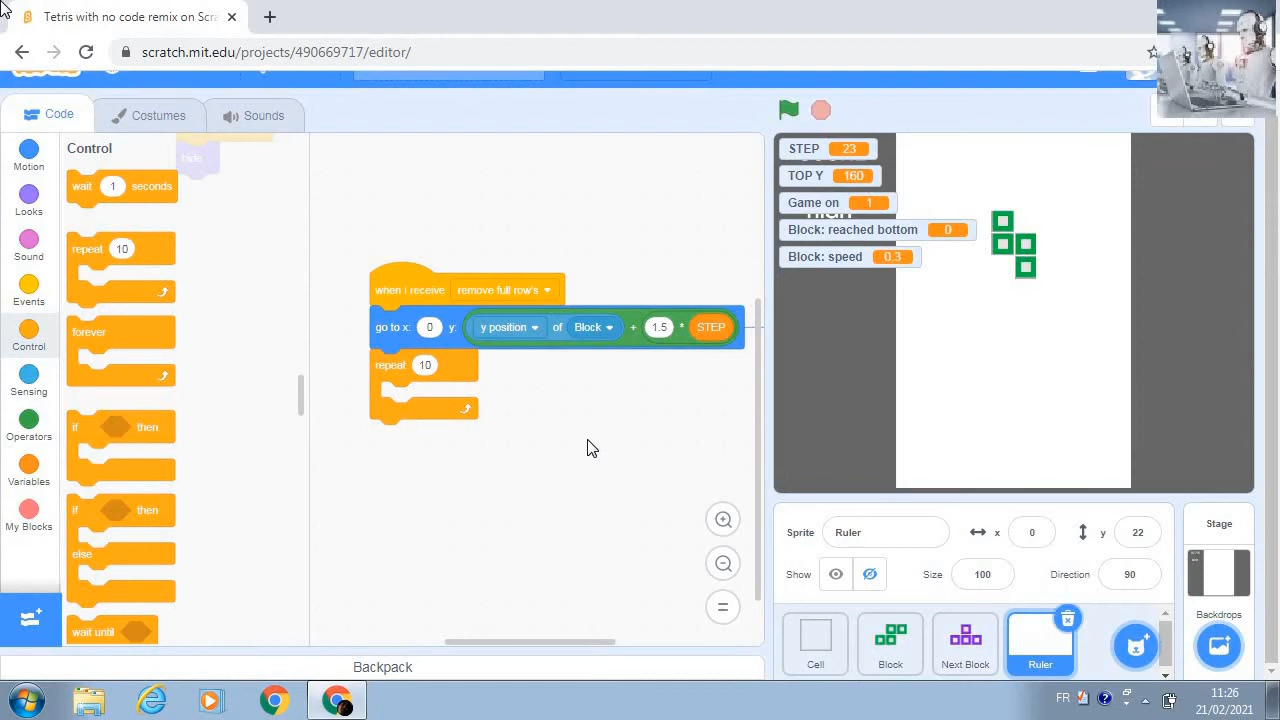 Tetris with no code remix on Scra
scratch.mit.edu/projects/490669717/editor/
Code
Costumes
Sounds
Motion
Looks
Sound
Events
Control
Sensing
Operators
Variables
My Blocks
Control
hide
wait 1 seconds
repeat 10
forever
if then
if then
else
wait until
when I receive remove full row's
go to x: 0 y: y position of Block + 1.5 * STEP
repeat 10
STEP 23
TOP Y 160
Game on 1
Block: reached bottom 0
Block: speed 0.3
Sprite Ruler x 0 y 22
Show Size 100 Direction 90
Cell
Block
Next Block
Ruler
Stage
Backdrops
Backpack
FR
11:26
21/02/2021